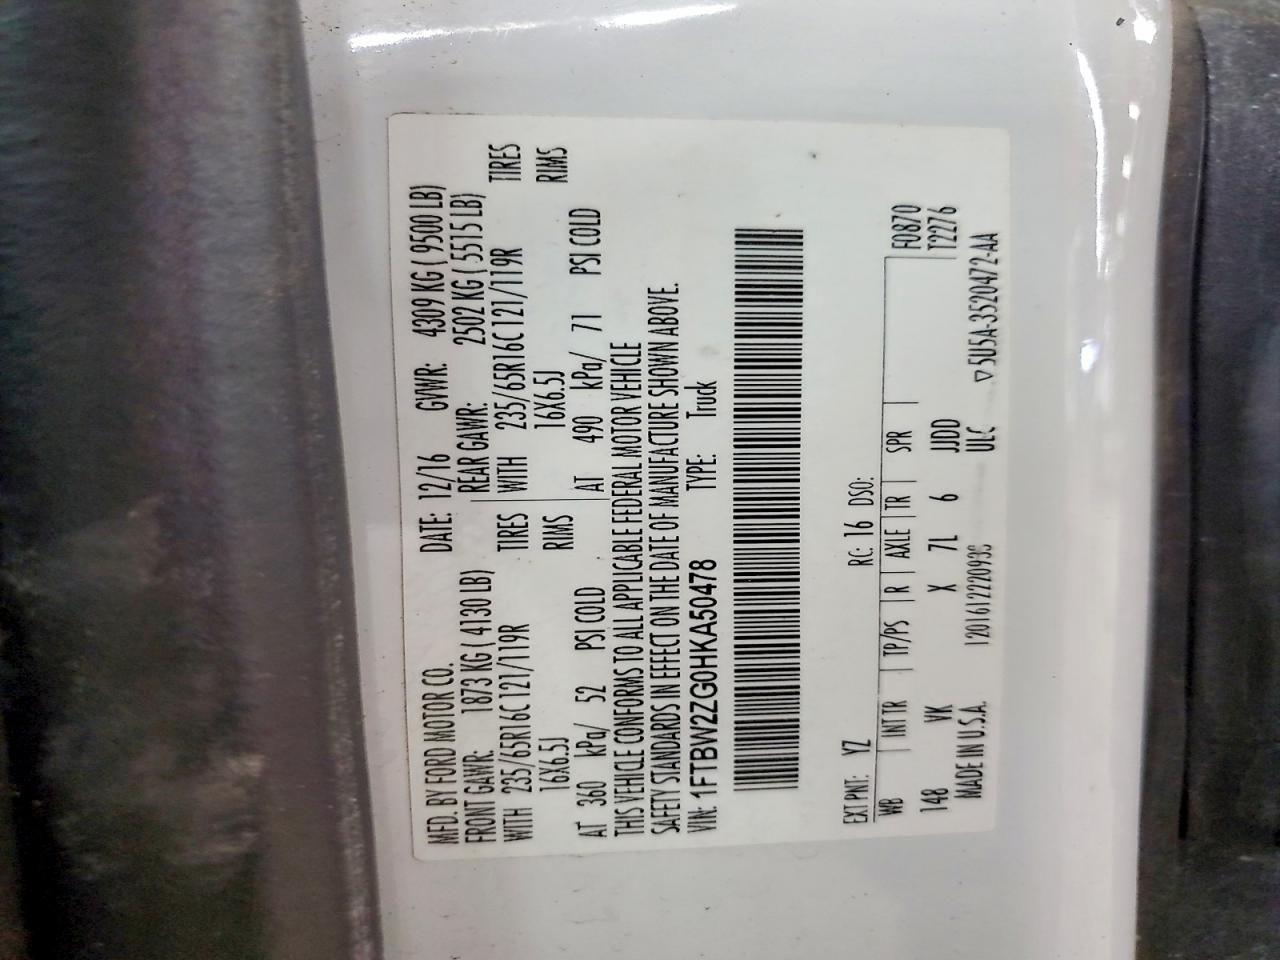 MFD. BY FORD MOTOR CO. DATE: 12/16 GVWR: 4309 KG ( 9500 LB)
FRONT GAWR: 1873 KG ( 4130 LB) REAR GAWR: 2502 KG ( 5515 LB)
WITH 235/65R16C 121/119R TIRES WITH 235/65R16C 121/119R TIRES
16X6.5J RIMS 16X6.5J RIMS
AT 360 kPa/ 52 PSI COLD AT 490 kPa/ 71 PSI COLD
THIS VEHICLE CONFORMS TO ALL APPLICABLE FEDERAL MOTOR VEHICLE
SAFETY STANDARDS IN EFFECT ON THE DATE OF MANUFACTURE SHOWN ABOVE.
VIN: 1FTBW2ZG0HKA50478 TYPE: Truck
EXT PNT: YZ RC: 16 DSO:
WB INT TR TP/PS R AXLE TR SPR F0870
148 VK X 7L 6 JJDD T2276
MADE IN U.S.A. ULC ▽5U5A-3520472-AA